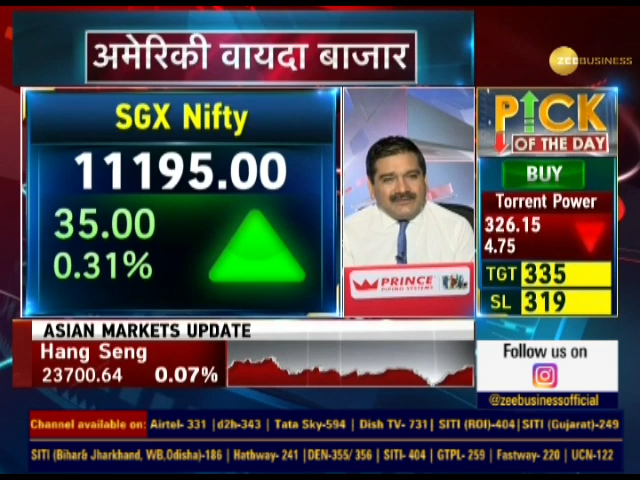 अमेरिकी वायदा बाजार
ZEEBUSINESS
SGX Nifty
11195.00
35.00
0.31%
PICK
OF THE DAY
BUY
Torrent Power
326.15
4.75
TGT 335
SL 319
PRINCE
PIPING SYSTEMS
ASIAN MARKETS UPDATE
Hang Seng
23700.64 0.07%
Follow us on
@zeebusinessofficial
Channel available on: Airtel- 331 | d2h-343 | Tata Sky-594 | Dish TV- 731| SITI (ROI)-404| SITI (Gujarat)-249
SITI (Bihar& Jharkhand, WB,Odisha)-186 | Hathway- 241 |DEN-355/ 356 | SITI- 404 | GTPL- 259 | Fastway- 220 | UCN-122